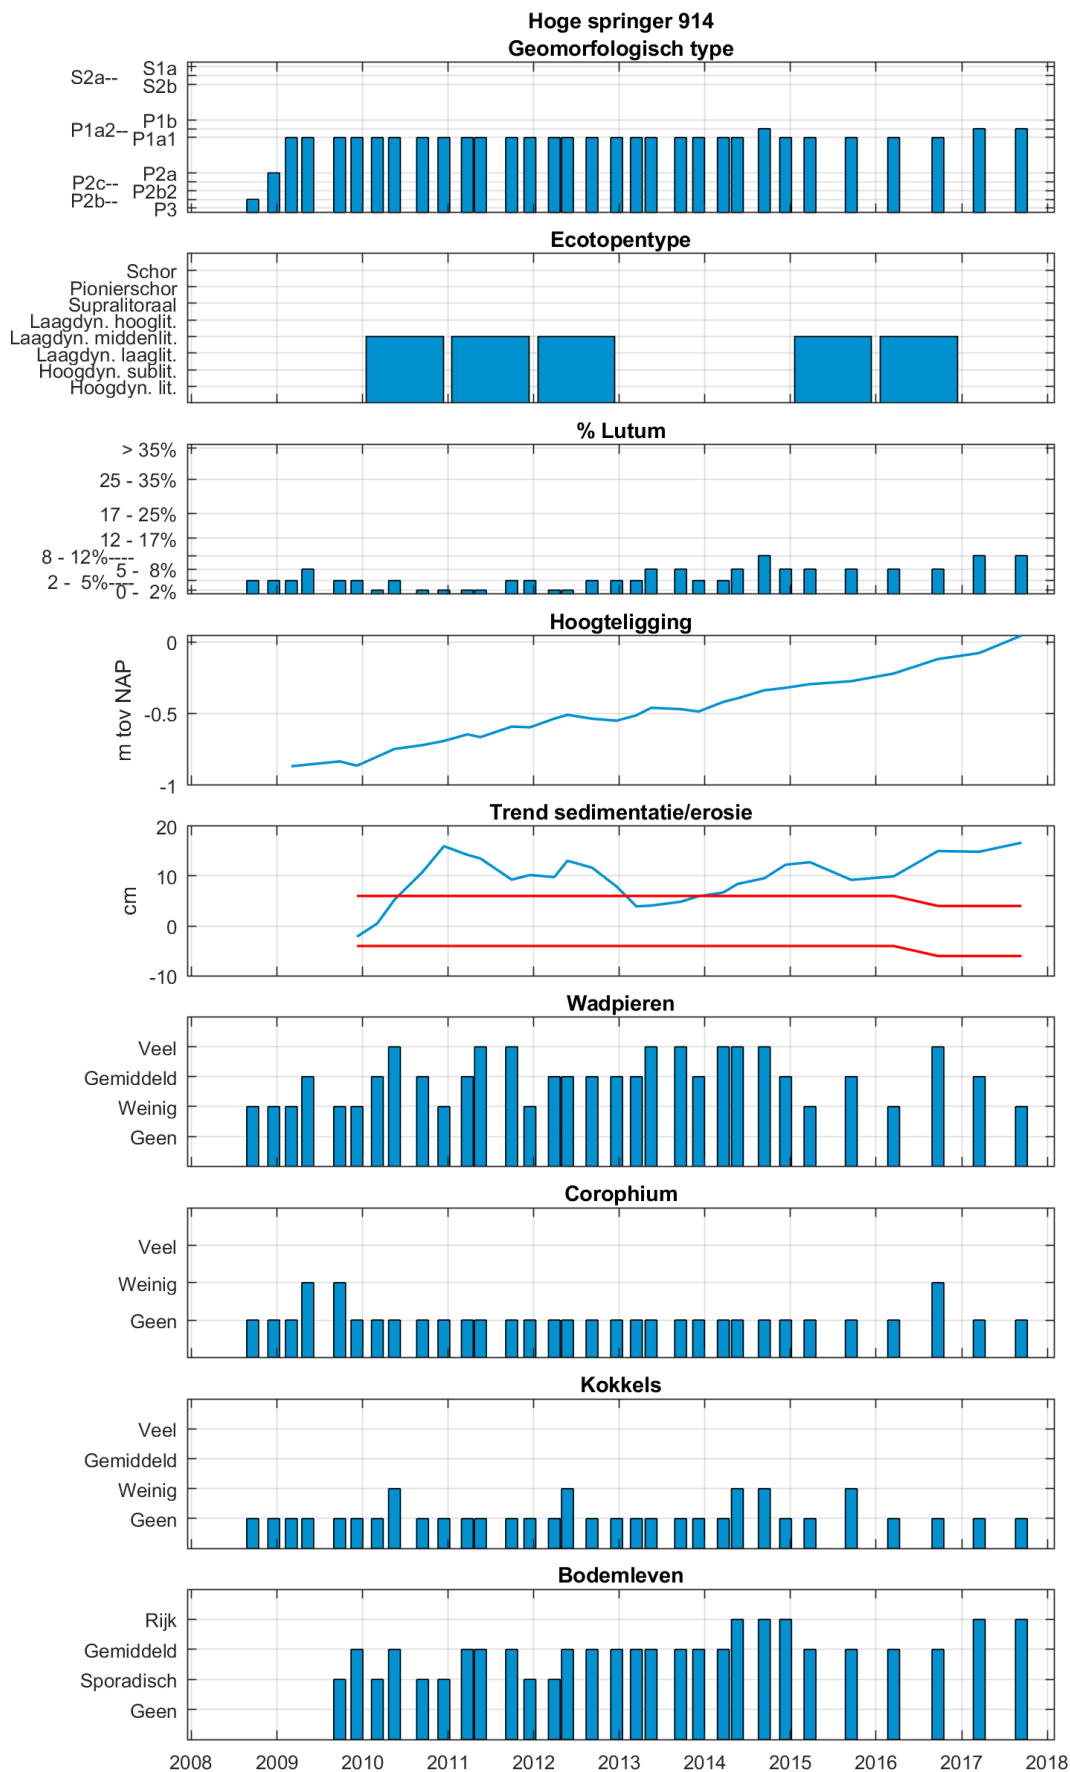 Hoge springer 914
Geomorfologisch type
S1a
S2a--
S2b
P1b
P1a2--
P1a1
P2a
P2c--
P2b2
P2b--
P3
Ecotopentype
Schor
Pionierschor
Supralitoraal
Laagdyn. hooglit.
Laagdyn. middenlit.
Laagdyn. laaglit.
Hoogdyn. sublit.
Hoogdyn. lit.
% Lutum
> 35%
25 - 35%
17 - 25%
12 - 17%
8 - 12%----
5 - 8%
2 - 5%----
0 - 2%
Hoogteligging
0
-0.5
-1
m tov NAP
Trend sedimentatie/erosie
20
10
0
-10
cm
Wadpieren
Veel
Gemiddeld
Weinig
Geen
Corophium
Veel
Weinig
Geen
Kokkels
Veel
Gemiddeld
Weinig
Geen
Bodemleven
Rijk
Gemiddeld
Sporadisch
Geen
2008 2009 2010 2011 2012 2013 2014 2015 2016 2017 2018